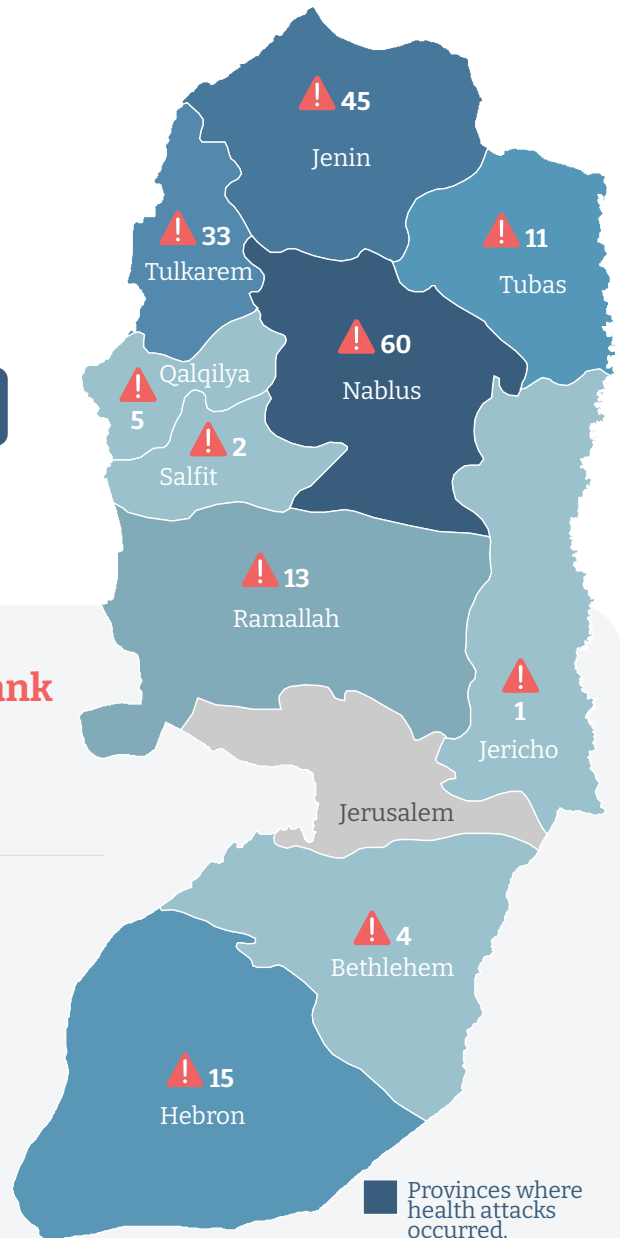 45
Jenin
33
Tulkarem
11
Tubas
60
Nablus
Qalqilya
5
2
Salfit
13
Ramallah
ank
1
Jericho
Jerusalem
4
Bethlehem
15
Hebron
Provinces where
health attacks
occurred.